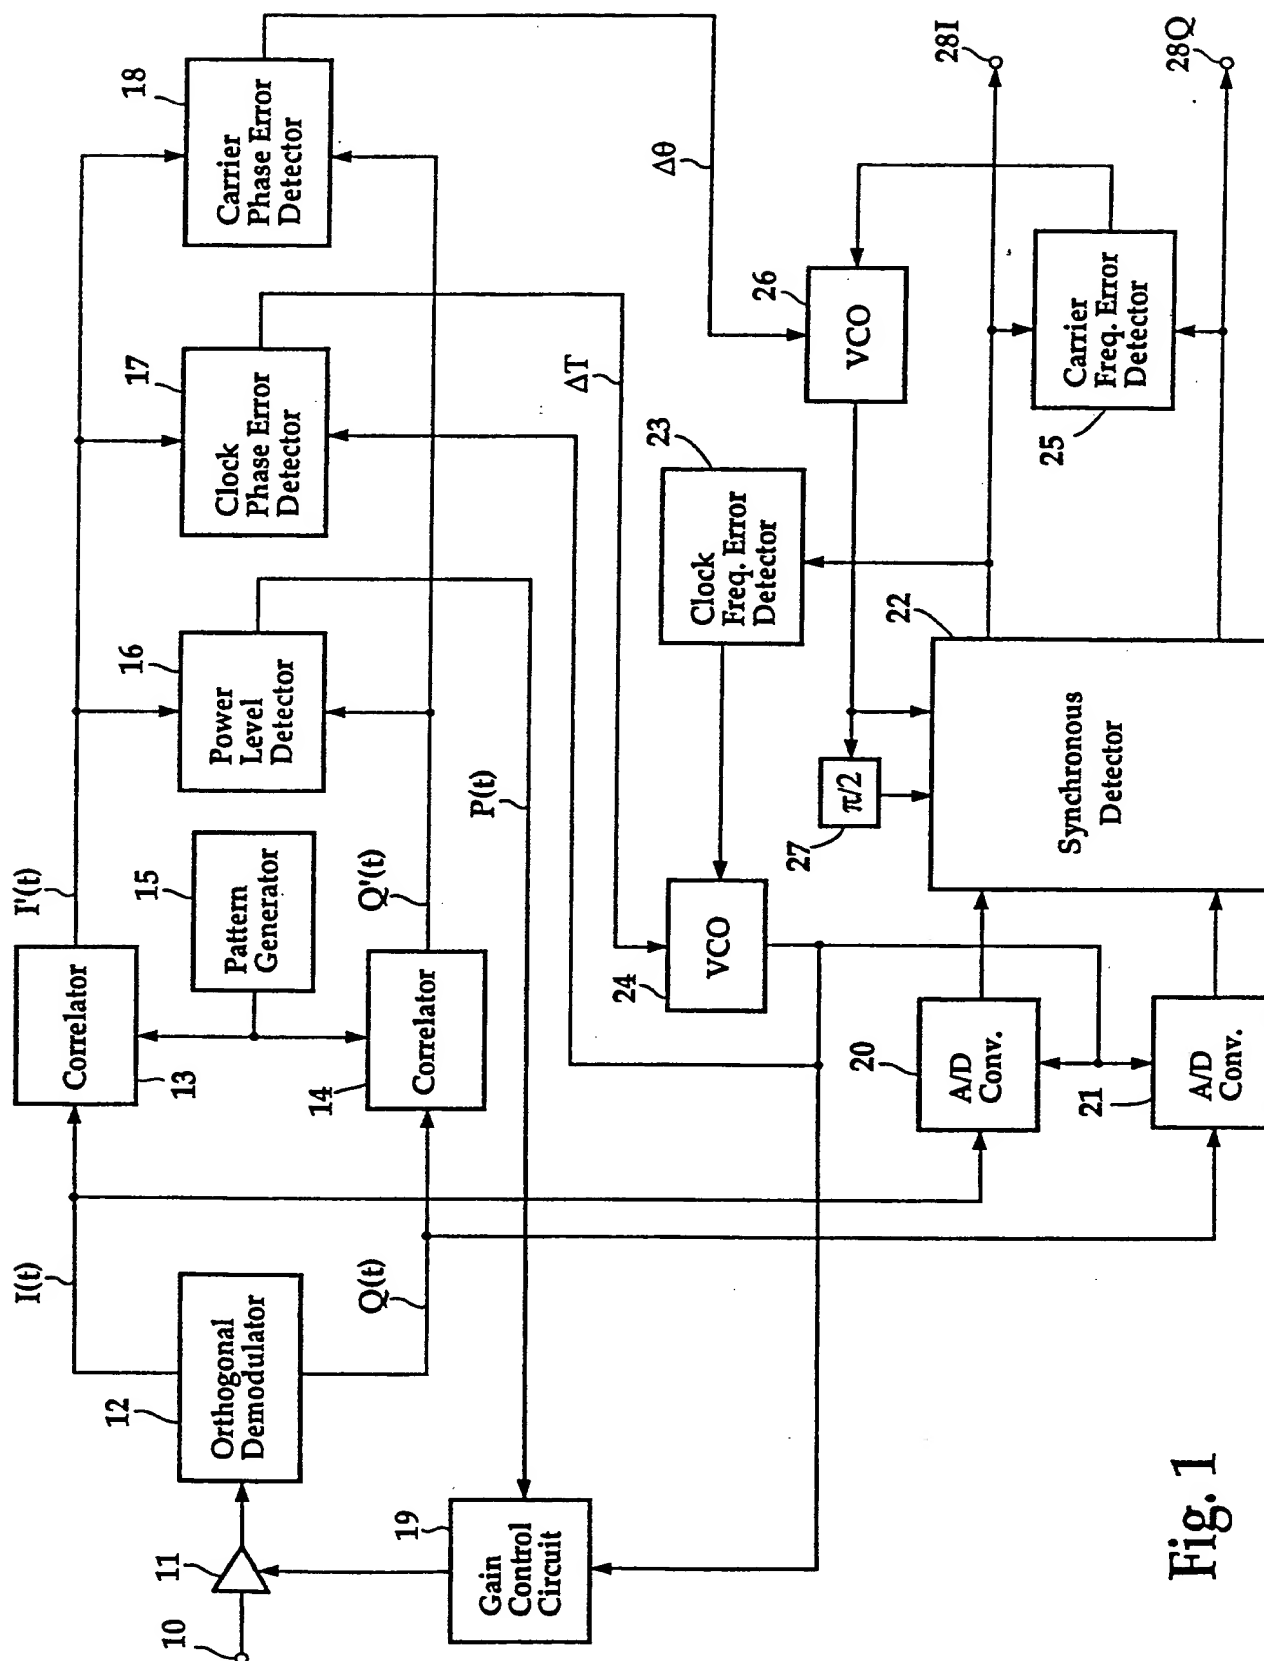 10
11
12
Orthogonal
Demodulator
I(t)
Q(t)
19
Gain
Control
Circuit
13
Correlator
14
Correlator
15
Pattern
Generator
I'(t)
Q'(t)
16
Power
Level
Detector
P(t)
17
Clock
Phase Error
Detector
18
Carrier
Phase Error
Detector
ΔT
Δθ
20
A/D
Conv.
21
A/D
Conv.
24
VCO
23
Clock
Freq. Error
Detector
27
π/2
26
VCO
22
Synchronous
Detector
25
Carrier
Freq. Error
Detector
28I
28Q
Fig. 1